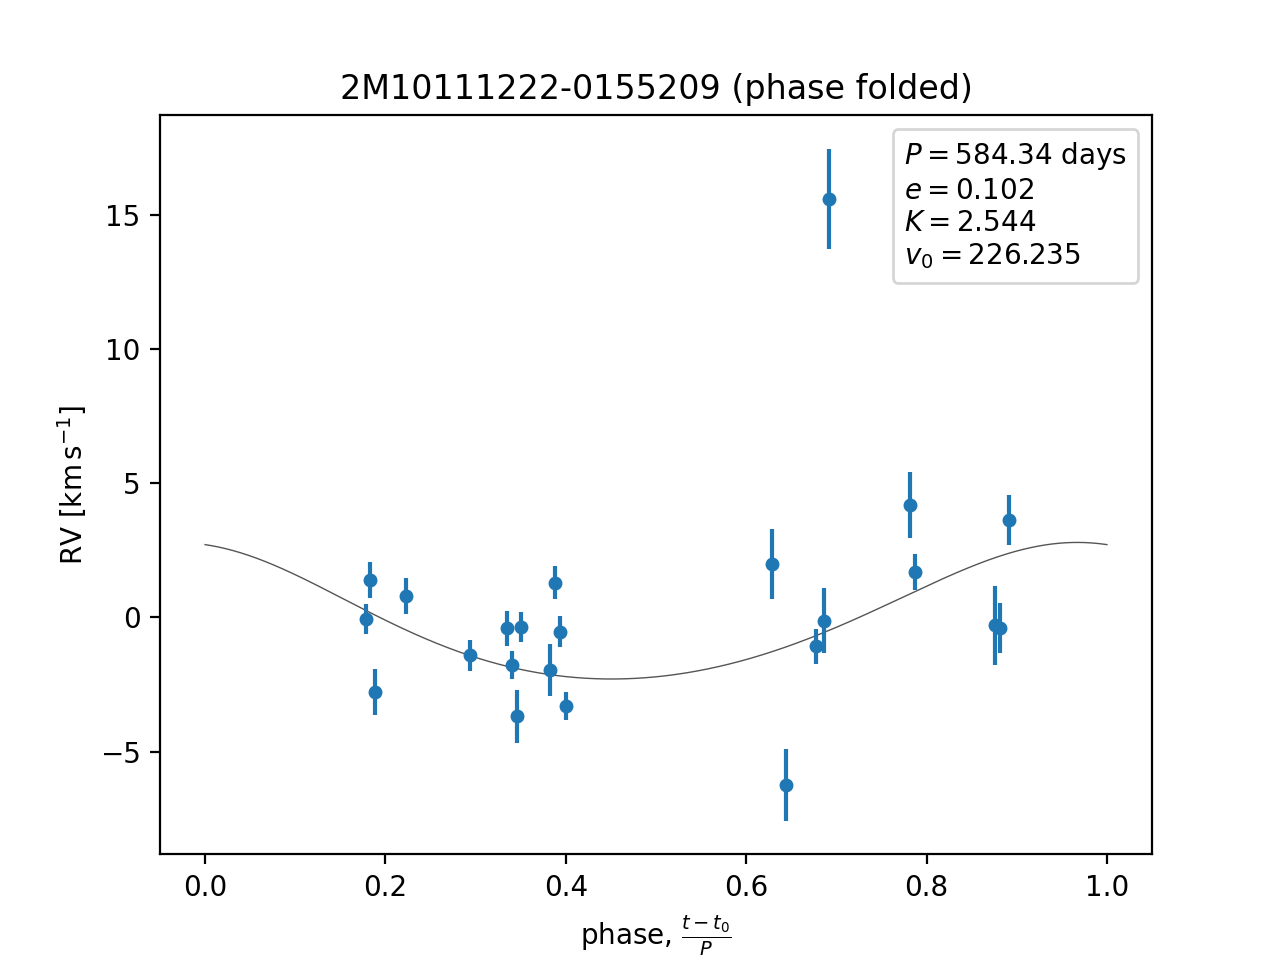 2M10111222-0155209 (phase folded)
P = 584.34 days
e = 0.102
K = 2.544
v₀ = 226.235
15
10
5
0
−5
RV [km s⁻¹]
0.0 0.2 0.4 0.6 0.8 1.0
phase, (t − t₀)/P